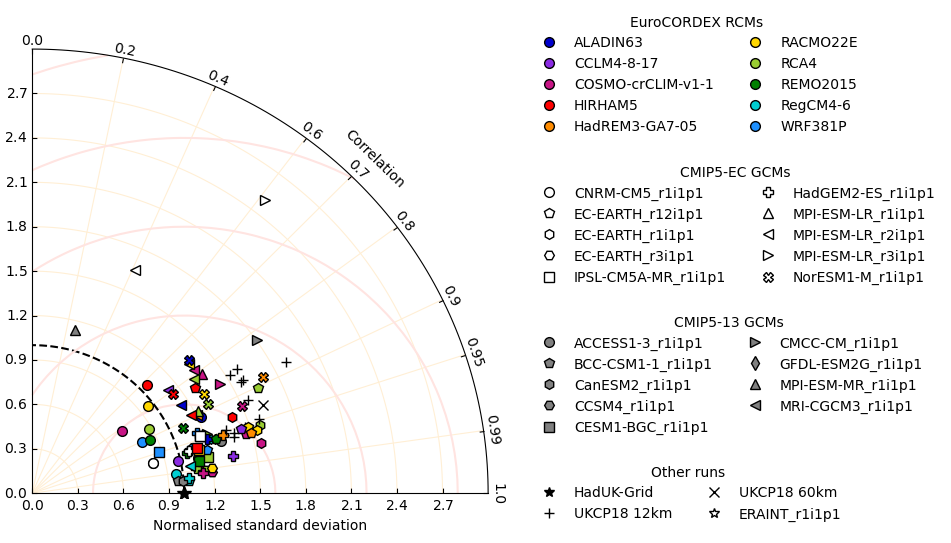 EuroCORDEX RCMs
ALADIN63 RACMO22E
CCLM4-8-17 RCA4
COSMO-crCLIM-v1-1 REMO2015
HIRHAM5 RegCM4-6
HadREM3-GA7-05 WRF381P
CMIP5-EC GCMs
CNRM-CM5_r1i1p1 HadGEM2-ES_r1i1p1
EC-EARTH_r12i1p1 MPI-ESM-LR_r1i1p1
EC-EARTH_r1i1p1 MPI-ESM-LR_r2i1p1
EC-EARTH_r3i1p1 MPI-ESM-LR_r3i1p1
IPSL-CM5A-MR_r1i1p1 NorESM1-M_r1i1p1
CMIP5-13 GCMs
ACCESS1-3_r1i1p1 CMCC-CM_r1i1p1
BCC-CSM1-1_r1i1p1 GFDL-ESM2G_r1i1p1
CanESM2_r1i1p1 MPI-ESM-MR_r1i1p1
CCSM4_r1i1p1 MRI-CGCM3_r1i1p1
CESM1-BGC_r1i1p1
Other runs
HadUK-Grid UKCP18 60km
UKCP18 12km ERAINT_r1i1p1
0.0
0.2
0.4
0.6
Correlation
0.7
0.8
0.9
0.95
0.99
1.0
2.7
2.4
2.1
1.8
1.5
1.2
0.9
0.6
0.3
0.0
0.0 0.3 0.6 0.9 1.2 1.5 1.8 2.1 2.4 2.7
Normalised standard deviation